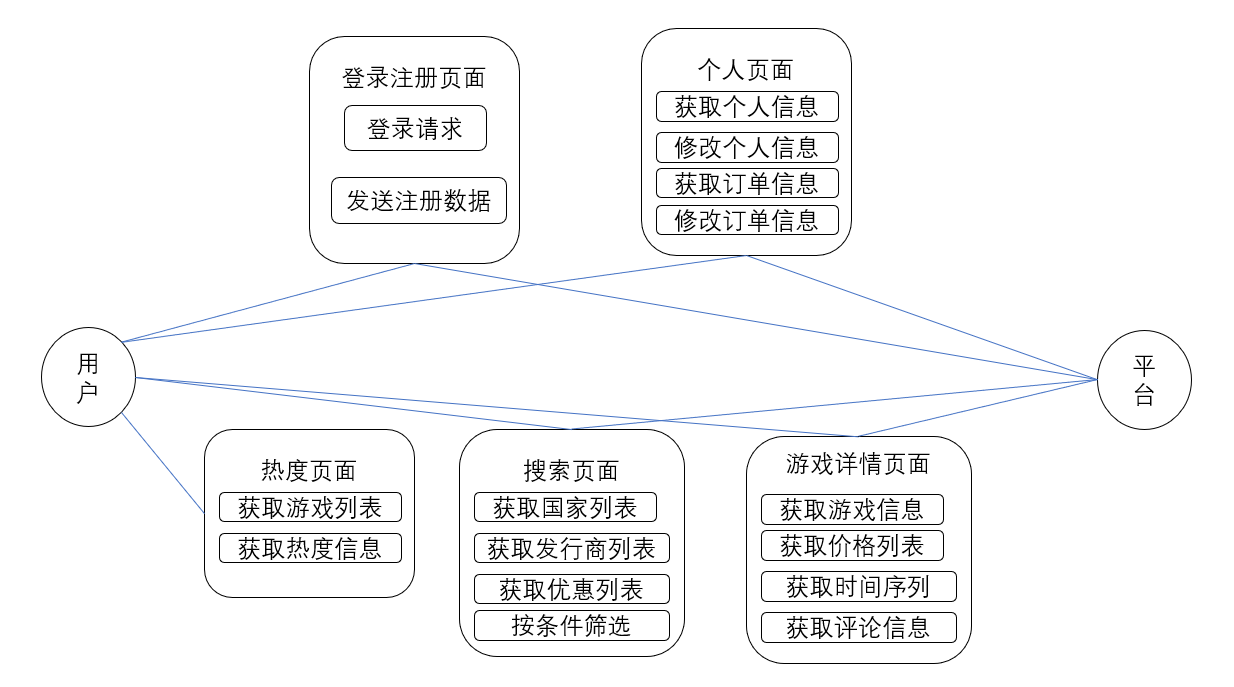 登录注册页面
登录请求
发送注册数据
个人页面
获取个人信息
修改个人信息
获取订单信息
修改订单信息
用
户
平
台
热度页面
获取游戏列表
获取热度信息
搜索页面
获取国家列表
获取发行商列表
获取优惠列表
按条件筛选
游戏详情页面
获取游戏信息
获取价格列表
获取时间序列
获取评论信息